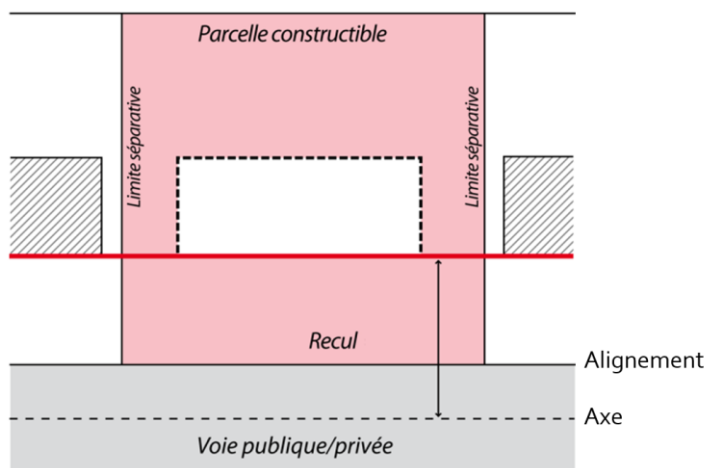 Parcelle constructible
Limite séparative
Limite séparative
Recul
Alignement
Axe
Voie publique/privée